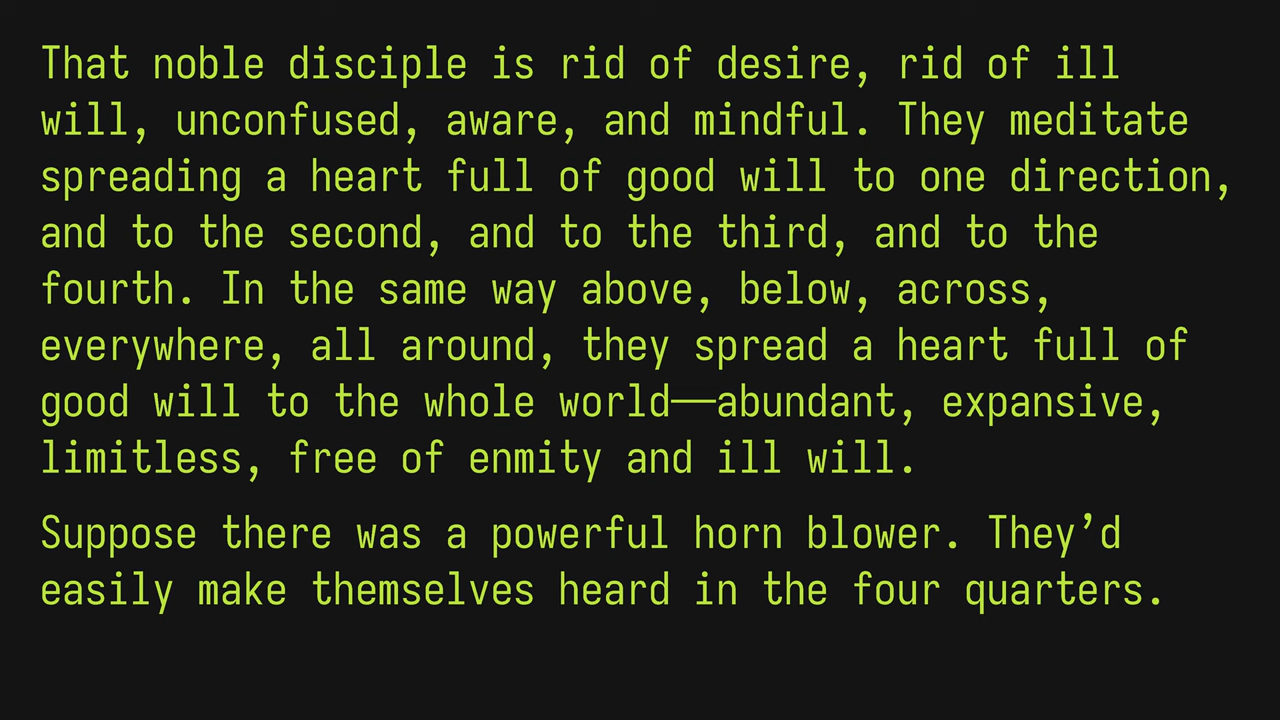 That noble disciple is rid of desire, rid of ill
will, unconfused, aware, and mindful. They meditate
spreading a heart full of good will to one direction,
and to the second, and to the third, and to the
fourth. In the same way above, below, across,
everywhere, all around, they spread a heart full of
good will to the whole world—abundant, expansive,
limitless, free of enmity and ill will.
Suppose there was a powerful horn blower. They’d
easily make themselves heard in the four quarters.